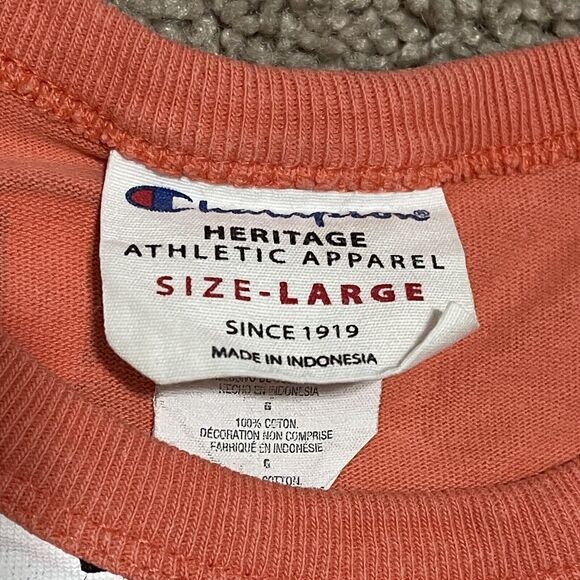 Champion®
HERITAGE
ATHLETIC APPAREL
SIZE-LARGE
SINCE 1919
MADE IN INDONESIA
HECHO EN INDONESIA
G
100% COTON.
DÉCORATION NON COMPRISE
FABRIQUÉ EN INDONÉSIE
G
COTTON.